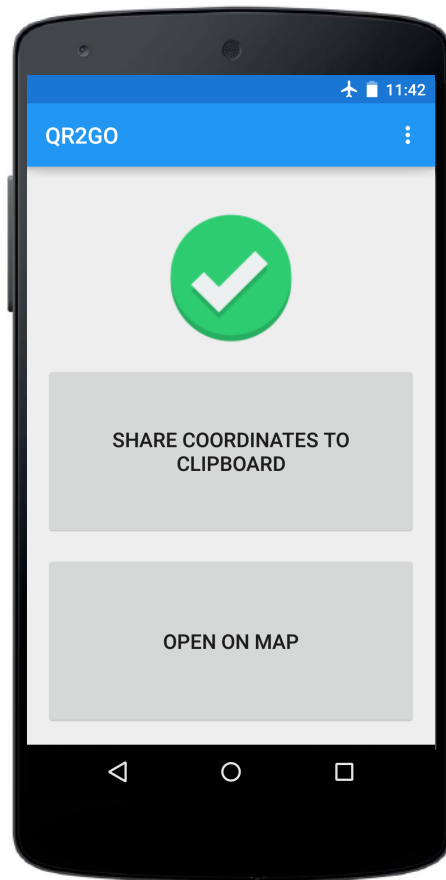 11:42
QR2GO
SHARE COORDINATES TO
CLIPBOARD
OPEN ON MAP